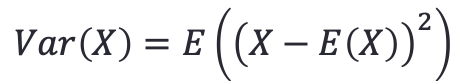 Var(X) = E((X − E(X))²)